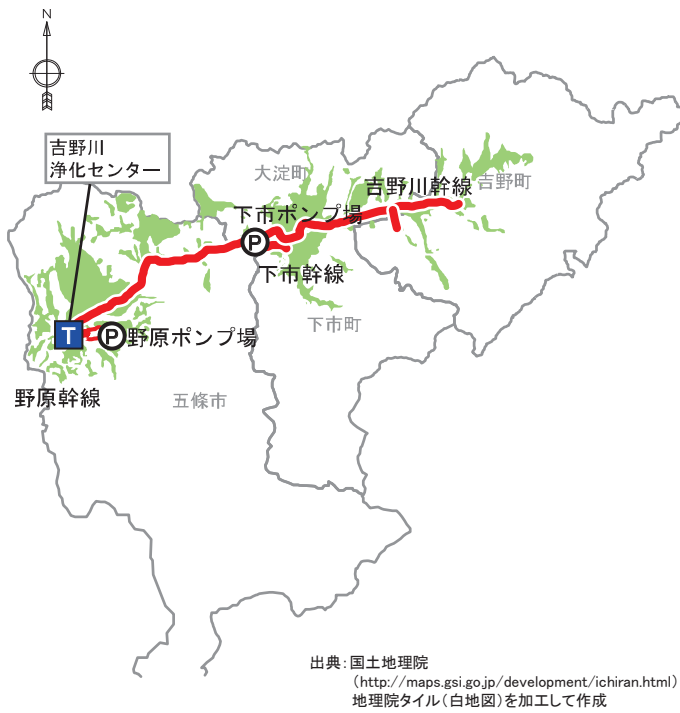 N
吉野川
浄化センター
大淀町
吉野川幹線
吉野町
下市ポンプ場
P
下市幹線
下市町
T
P
野原ポンプ場
野原幹線
五條市
出典：国土地理院
（http://maps.gsi.go.jp/development/ichiran.html）
地理院タイル（白地図）を加工して作成